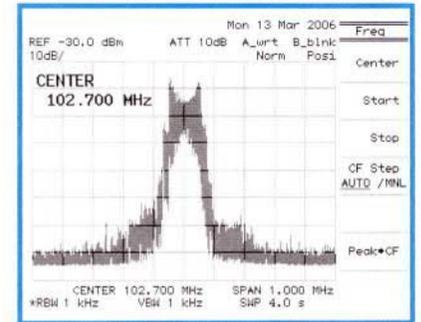 Mon 13 Mar 2006
REF -30.0 dBm ATT 10dB A_wrt B_blnk
10dB/ Norm Posi
CENTER
102.700 MHz
CENTER 102.700 MHz SPAN 1.000 MHz
*RBW 1 kHz VBW 1 kHz SWP 4.0 s
Freq
Center
Start
Stop
CF Step
AUTO /MNL
Peak◆CF